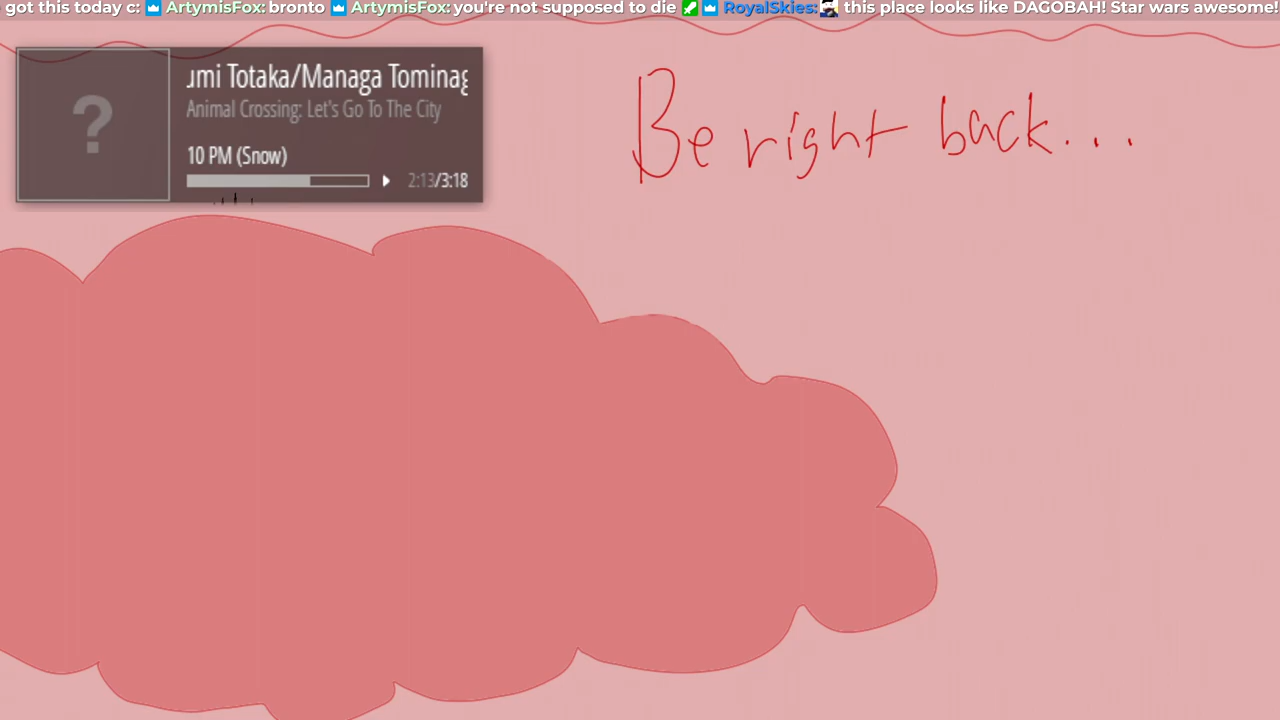 got this today c: ArtymisFox: bronto ArtymisFox: you're not supposed to die RoyalSkies: this place looks like DAGOBAH! Star wars awesome!
umi Totaka/Managa Tominag
Animal Crossing: Let's Go To The City
10 PM (Snow)
2:13/3:18
?
Be right back...